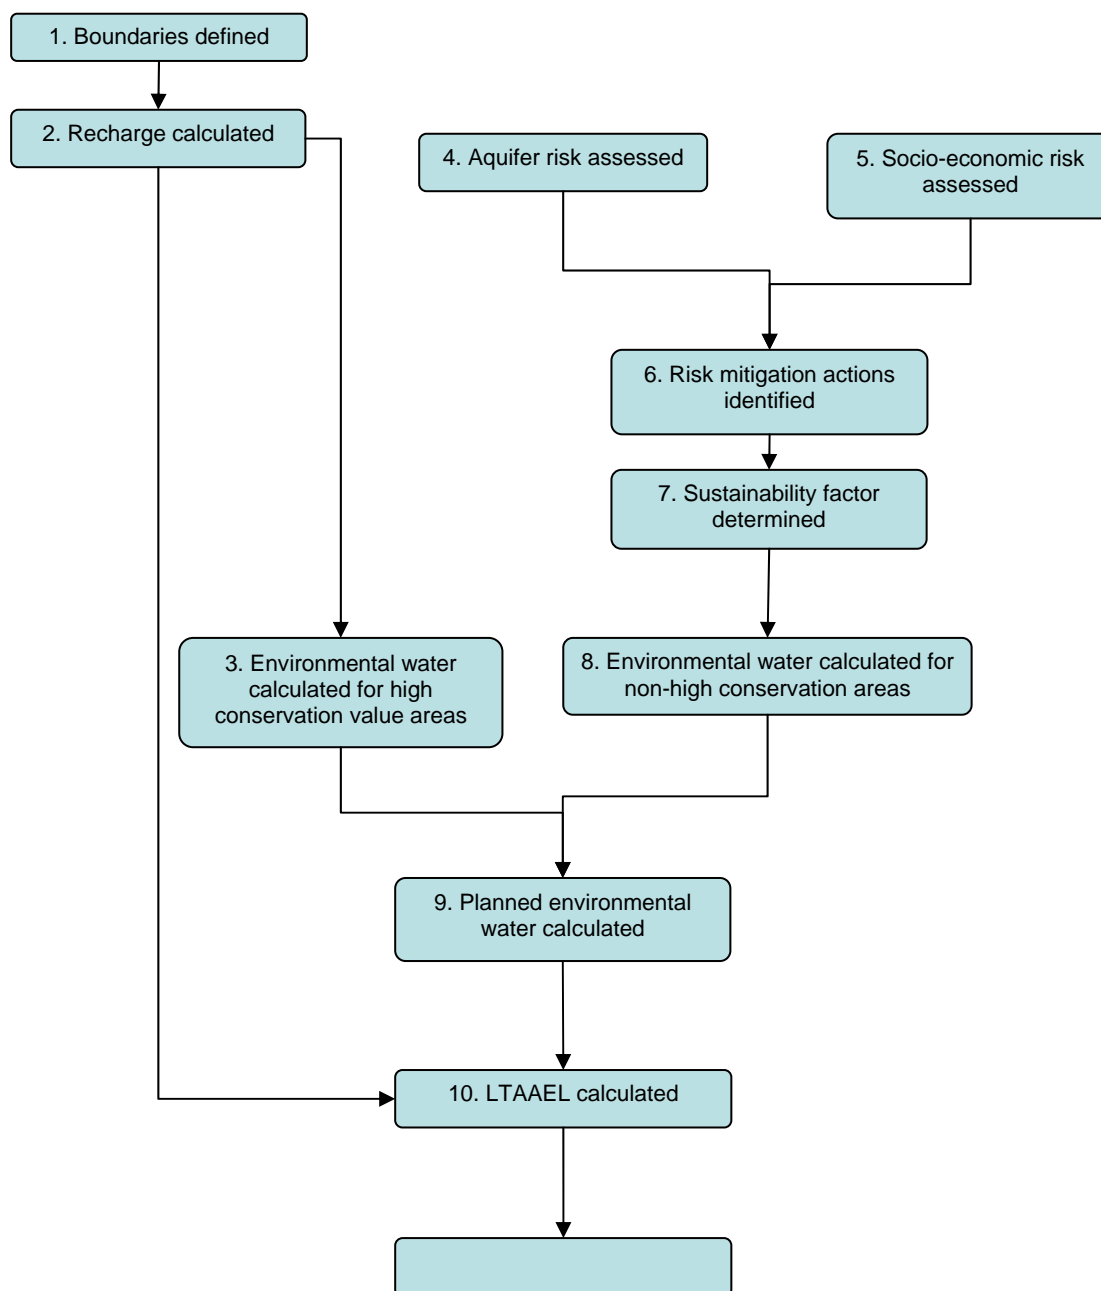 1. Boundaries defined
2. Recharge calculated
4. Aquifer risk assessed
5. Socio-economic risk
assessed
6. Risk mitigation actions
identified
7. Sustainability factor
determined
3. Environmental water
calculated for high
conservation value areas
8. Environmental water calculated for
non-high conservation areas
9. Planned environmental
water calculated
10. LTAAEL calculated